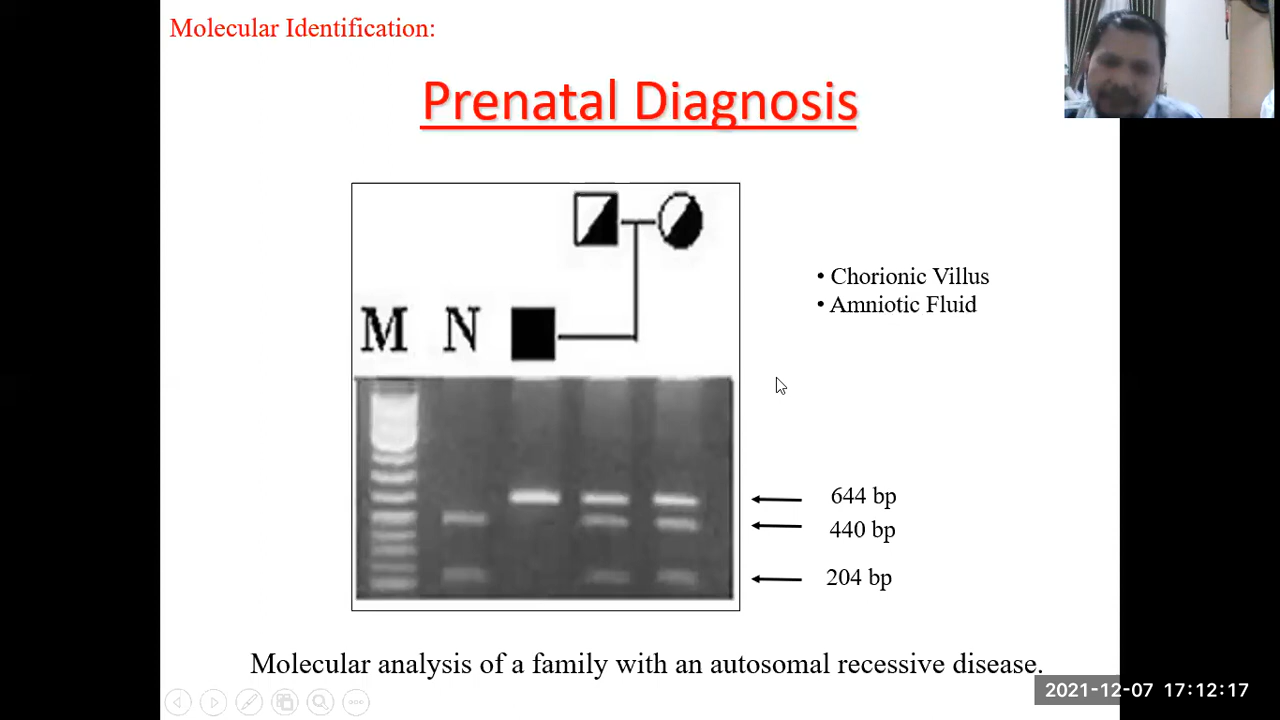 Molecular Identification:
Prenatal Diagnosis
• Chorionic Villus
• Amniotic Fluid
M N
644 bp
440 bp
204 bp
Molecular analysis of a family with an autosomal recessive disease.
2021-12-07 17:12:17